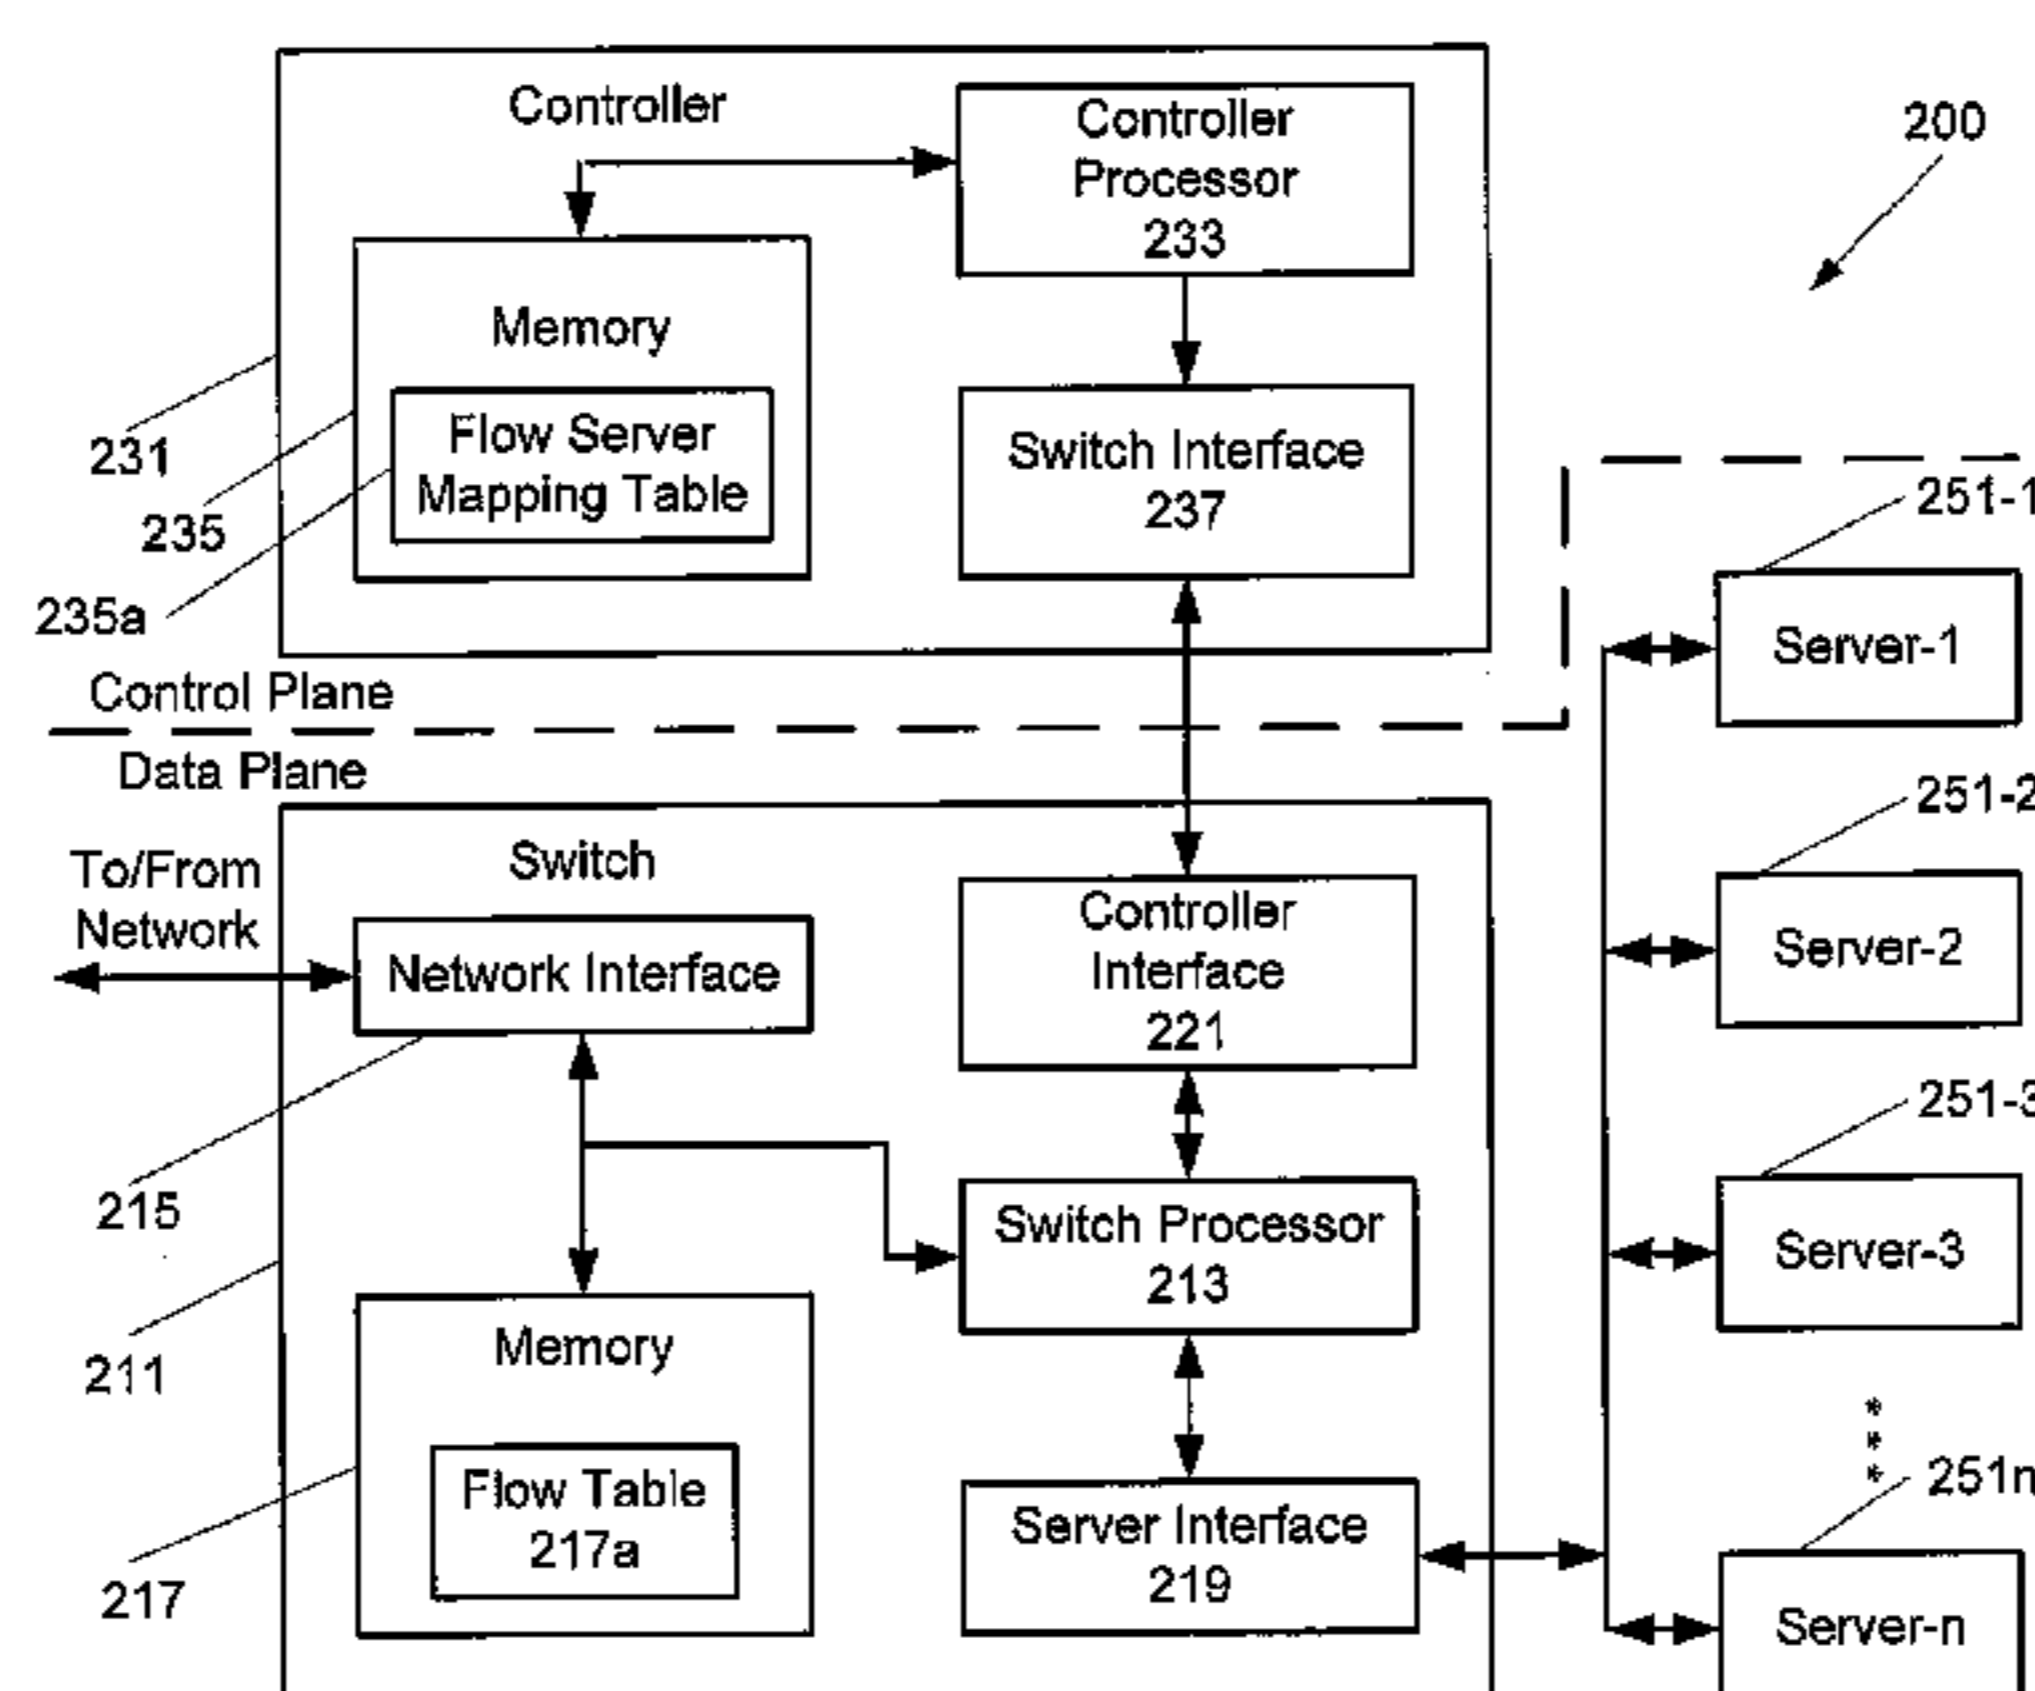 Controller
Controller
Processor
233
200
Memory
Flow Server
Mapping Table
Switch Interface
237
231
235
235a
251-1
Server-1
Control Plane
Data Plane
251-2
Server-2
To/From
Network
Switch
Network Interface
Controller
Interface
221
251-3
Server-3
215
Switch Processor
213
211
Memory
Flow Table
217a
217
Server Interface
219
251n
Server-n